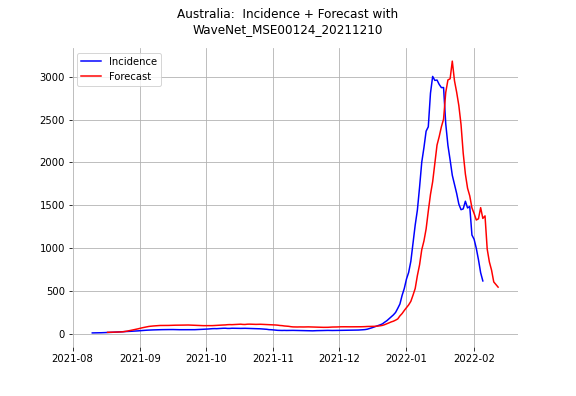 Australia:  Incidence + Forecast with
WaveNet_MSE00124_20211210
Incidence
Forecast
3000
2500
2000
1500
1000
500
0
2021-08 2021-09 2021-10 2021-11 2021-12 2022-01 2022-02